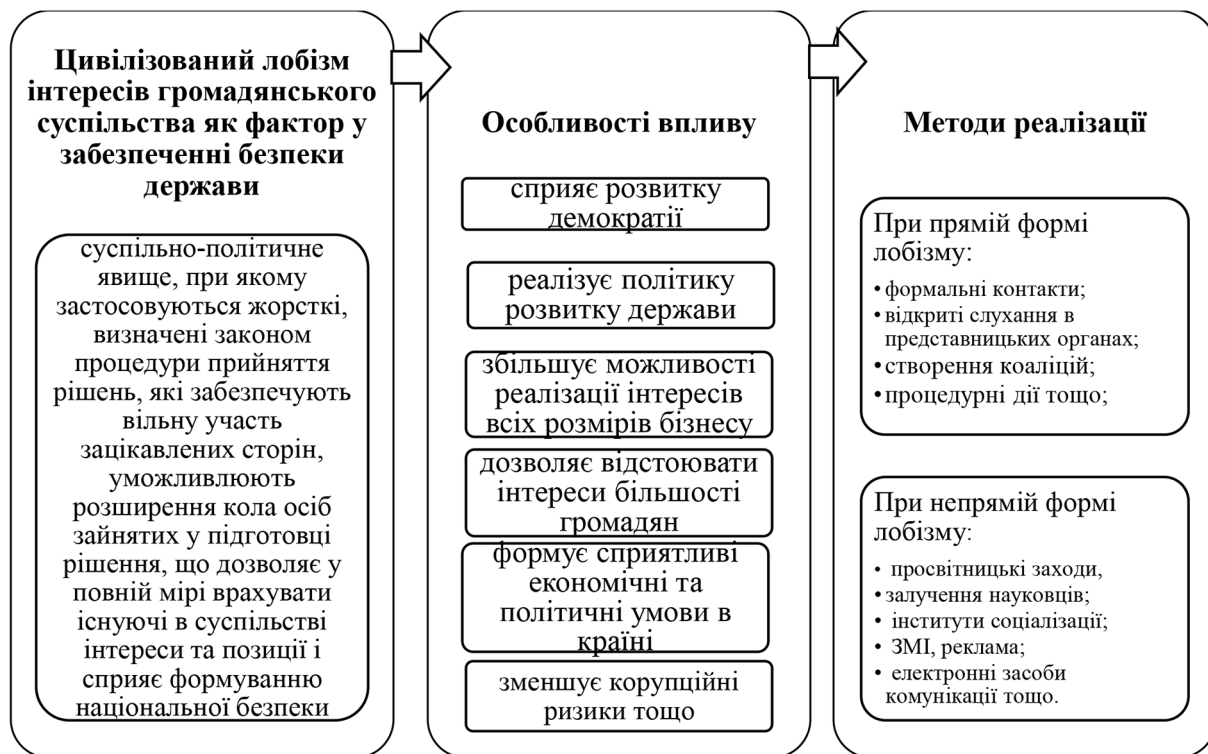 Цивілізований лобізм
інтересів громадянського
суспільства як фактор у
забезпеченні безпеки
держави
суспільно-політичне
явище, при якому
застосовуються жорсткі,
визначені законом
процедури прийняття
рішень, які забезпечують
вільну участь
зацікавлених сторін,
уможливлюють
розширення кола осіб
зайнятих у підготовці
рішення, що дозволяє у
повній мірі врахувати
існуючі в суспільстві
інтереси та позиції і
сприяє формуванню
національної безпеки
Особливості впливу
сприяє розвитку
демократії
реалізує політику
розвитку держави
збільшує можливості
реалізації інтересів
всіх розмірів бізнесу
дозволяє відстоювати
інтереси більшості
громадян
формує сприятливі
економічні та
політичні умови в
країні
зменшує корупційні
ризики тощо
Методи реалізації
При прямій формі
лобізму:
• формальні контакти;
• відкриті слухання в
представницьких органах;
• створення коаліцій;
• процедурні дії тощо;
При непрямій формі
лобізму:
• просвітницькі заходи,
• залучення науковців;
• інститути соціалізації;
• ЗМІ, реклама;
• електронні засоби
комунікації тощо.